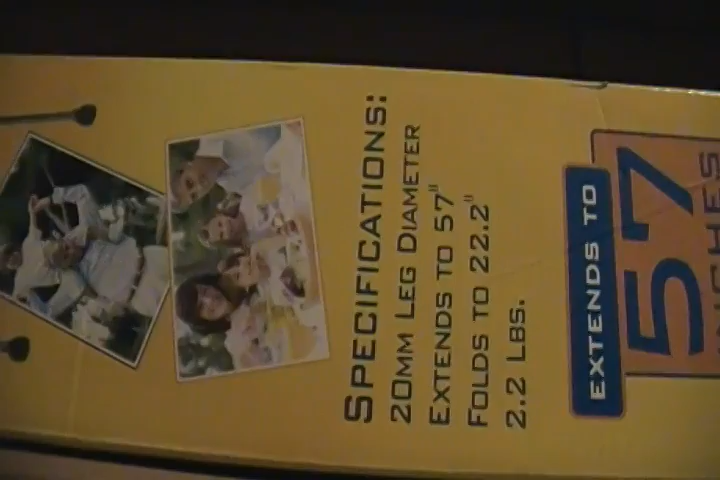 SPECIFICATIONS:
20MM LEG DIAMETER
EXTENDS TO 57"
FOLDS TO 22.2"
2.2 LBS.
EXTENDS TO
57